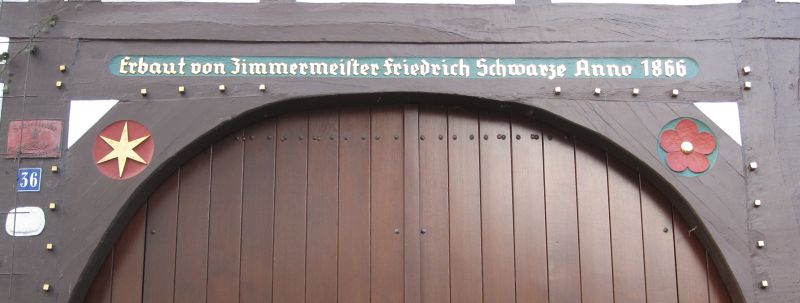 Erbaut von Zimmermeister Friedrich Schwarze Anno 1866
36